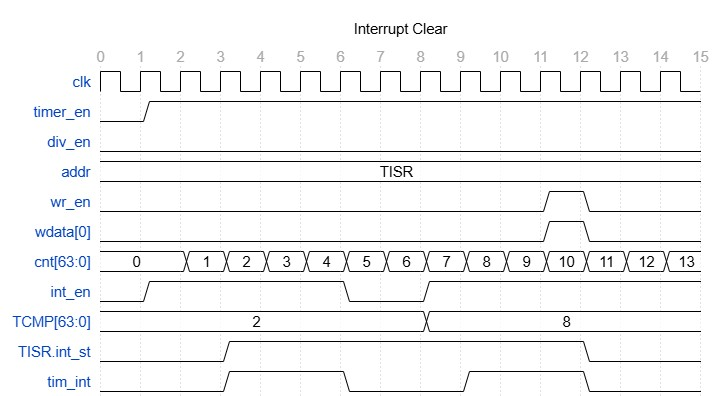 Interrupt Clear
0 1 2 3 4 5 6 7 8 9 10 11 12 13 14 15
clk
timer_en
div_en
addr TISR
wr_en
wdata[0]
cnt[63:0] 0 1 2 3 4 5 6 7 8 9 10 11 12 13
int_en
TCMP[63:0] 2 8
TISR.int_st
tim_int